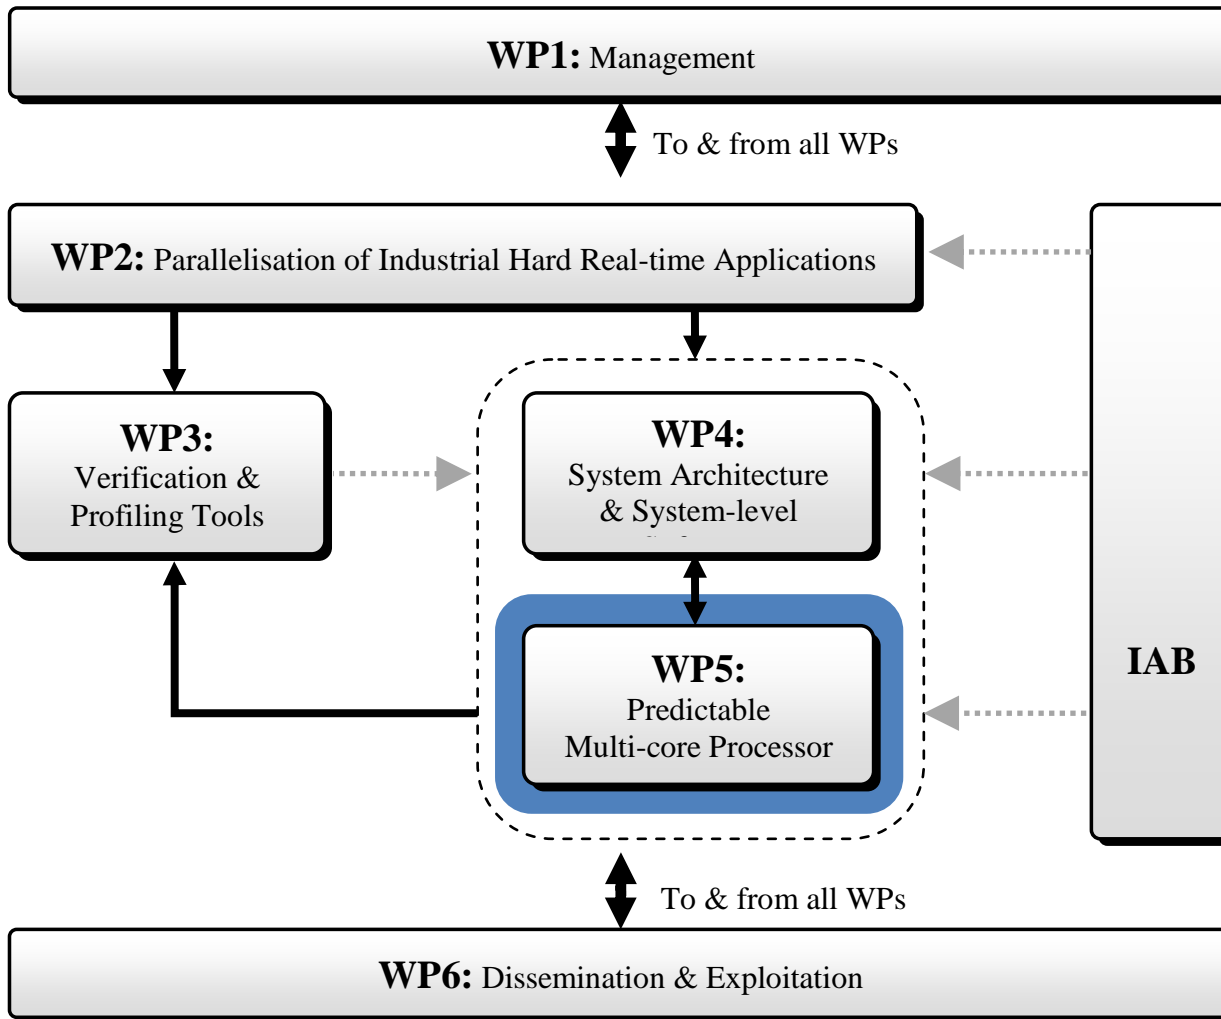 WP1: Management
To & from all WPs
WP2: Parallelisation of Industrial Hard Real-time Applications
WP3:
Verification &
Profiling Tools
WP4:
System Architecture
& System-level
WP5:
Predictable
Multi-core Processor
IAB
To & from all WPs
WP6: Dissemination & Exploitation